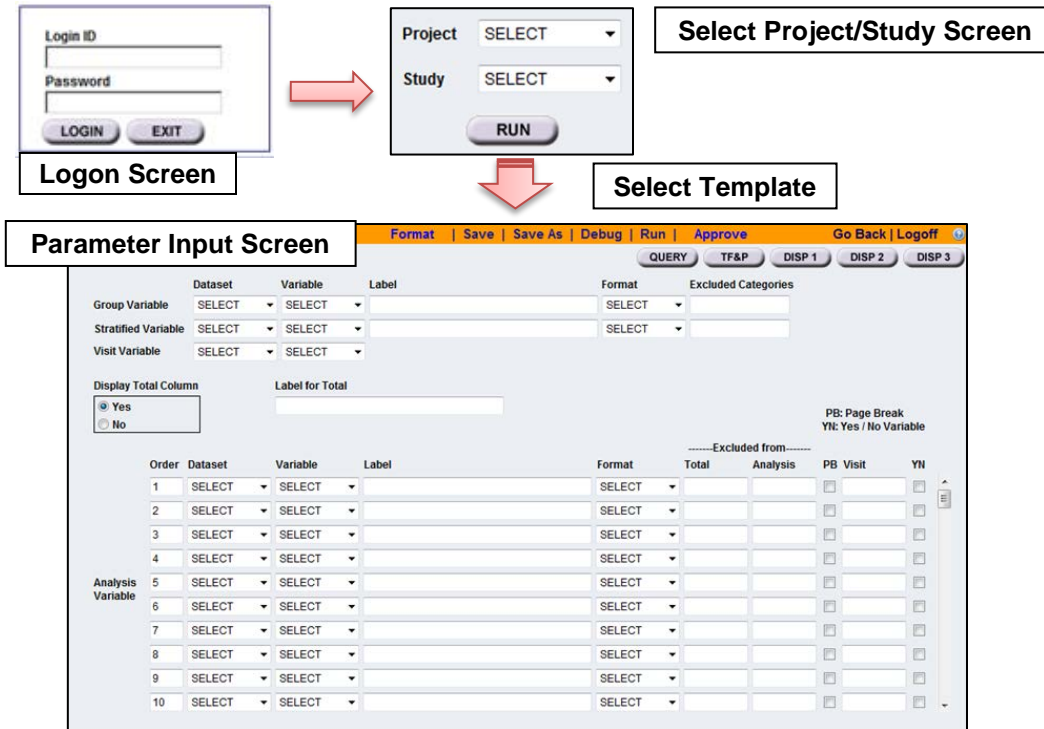 Login ID
Password
LOGIN EXIT
Logon Screen
Project SELECT
Study SELECT
RUN
Select Project/Study Screen
Select Template
Parameter Input Screen
Format | Save | Save As | Debug | Run | Approve Go Back | Logoff
QUERY TF&P DISP 1 DISP 2 DISP 3
Dataset Variable Label Format Excluded Categories
Group Variable SELECT SELECT SELECT
Stratified Variable SELECT SELECT SELECT
Visit Variable SELECT SELECT
Display Total Column Label for Total
Yes
No
PB: Page Break
YN: Yes / No Variable
-------Excluded from-------
Order Dataset Variable Label Format Total Analysis PB Visit YN
1 SELECT SELECT SELECT
2 SELECT SELECT SELECT
3 SELECT SELECT SELECT
4 SELECT SELECT SELECT
Analysis
Variable
5 SELECT SELECT SELECT
6 SELECT SELECT SELECT
7 SELECT SELECT SELECT
8 SELECT SELECT SELECT
9 SELECT SELECT SELECT
10 SELECT SELECT SELECT